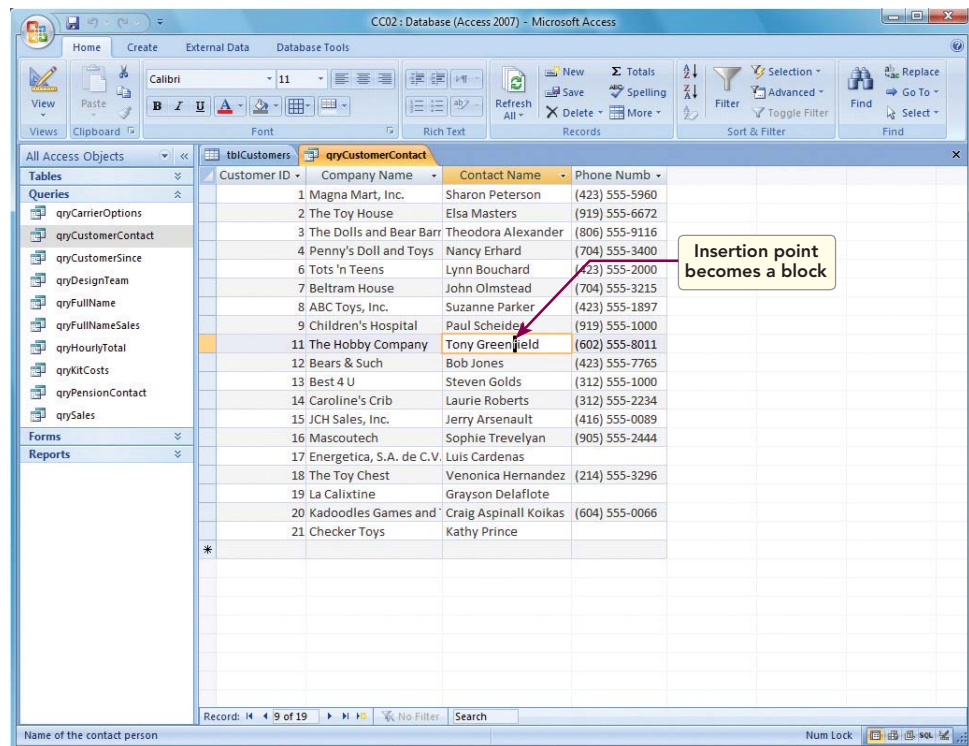 CC02 : Database (Access 2007) - Microsoft Access
Home Create External Data Database Tools
View Paste Calibri 11 Refresh All New Save Delete Totals Spelling More Filter Selection Advanced Toggle Filter Find Replace Go To Select
B I U A ab
Views Clipboard Font Rich Text Records Sort & Filter Find
All Access Objects
Tables
Queries
qryCarrierOptions
qryCustomerContact
qryCustomerSince
qryDesignTeam
qryFullName
qryFullNameSales
qryHourlyTotal
qryKitCosts
qryPensionContact
qrySales
Forms
Reports
tblCustomers qryCustomerContact
Customer ID Company Name Contact Name Phone Numb
1 Magna Mart, Inc. Sharon Peterson (423) 555-5960
2 The Toy House Elsa Masters (919) 555-6672
3 The Dolls and Bear Barr Theodora Alexander (806) 555-9116
4 Penny's Doll and Toys Nancy Erhard (704) 555-3400
6 Tots 'n Teens Lynn Bouchard (423) 555-2000
7 Beltram House John Olmstead (704) 555-3215
8 ABC Toys, Inc. Suzanne Parker (423) 555-1897
9 Children's Hospital Paul Scheider (919) 555-1000
11 The Hobby Company Tony Greenfield (602) 555-8011
12 Bears & Such Bob Jones (423) 555-7765
13 Best 4 U Steven Golds (312) 555-1000
14 Caroline's Crib Laurie Roberts (312) 555-2234
15 JCH Sales, Inc. Jerry Arsenault (416) 555-0089
16 Mascoutech Sophie Trevelyan (905) 555-2444
17 Energetica, S.A. de C.V. Luis Cardenas
18 The Toy Chest Venonica Hernandez (214) 555-3296
19 La Calixtine Grayson Delaflote
20 Kadoodles Games and Craig Aspinall Koikas (604) 555-0066
21 Checker Toys Kathy Prince
Insertion point
becomes a block
Record: 9 of 19 No Filter Search
Name of the contact person Num Lock SQL